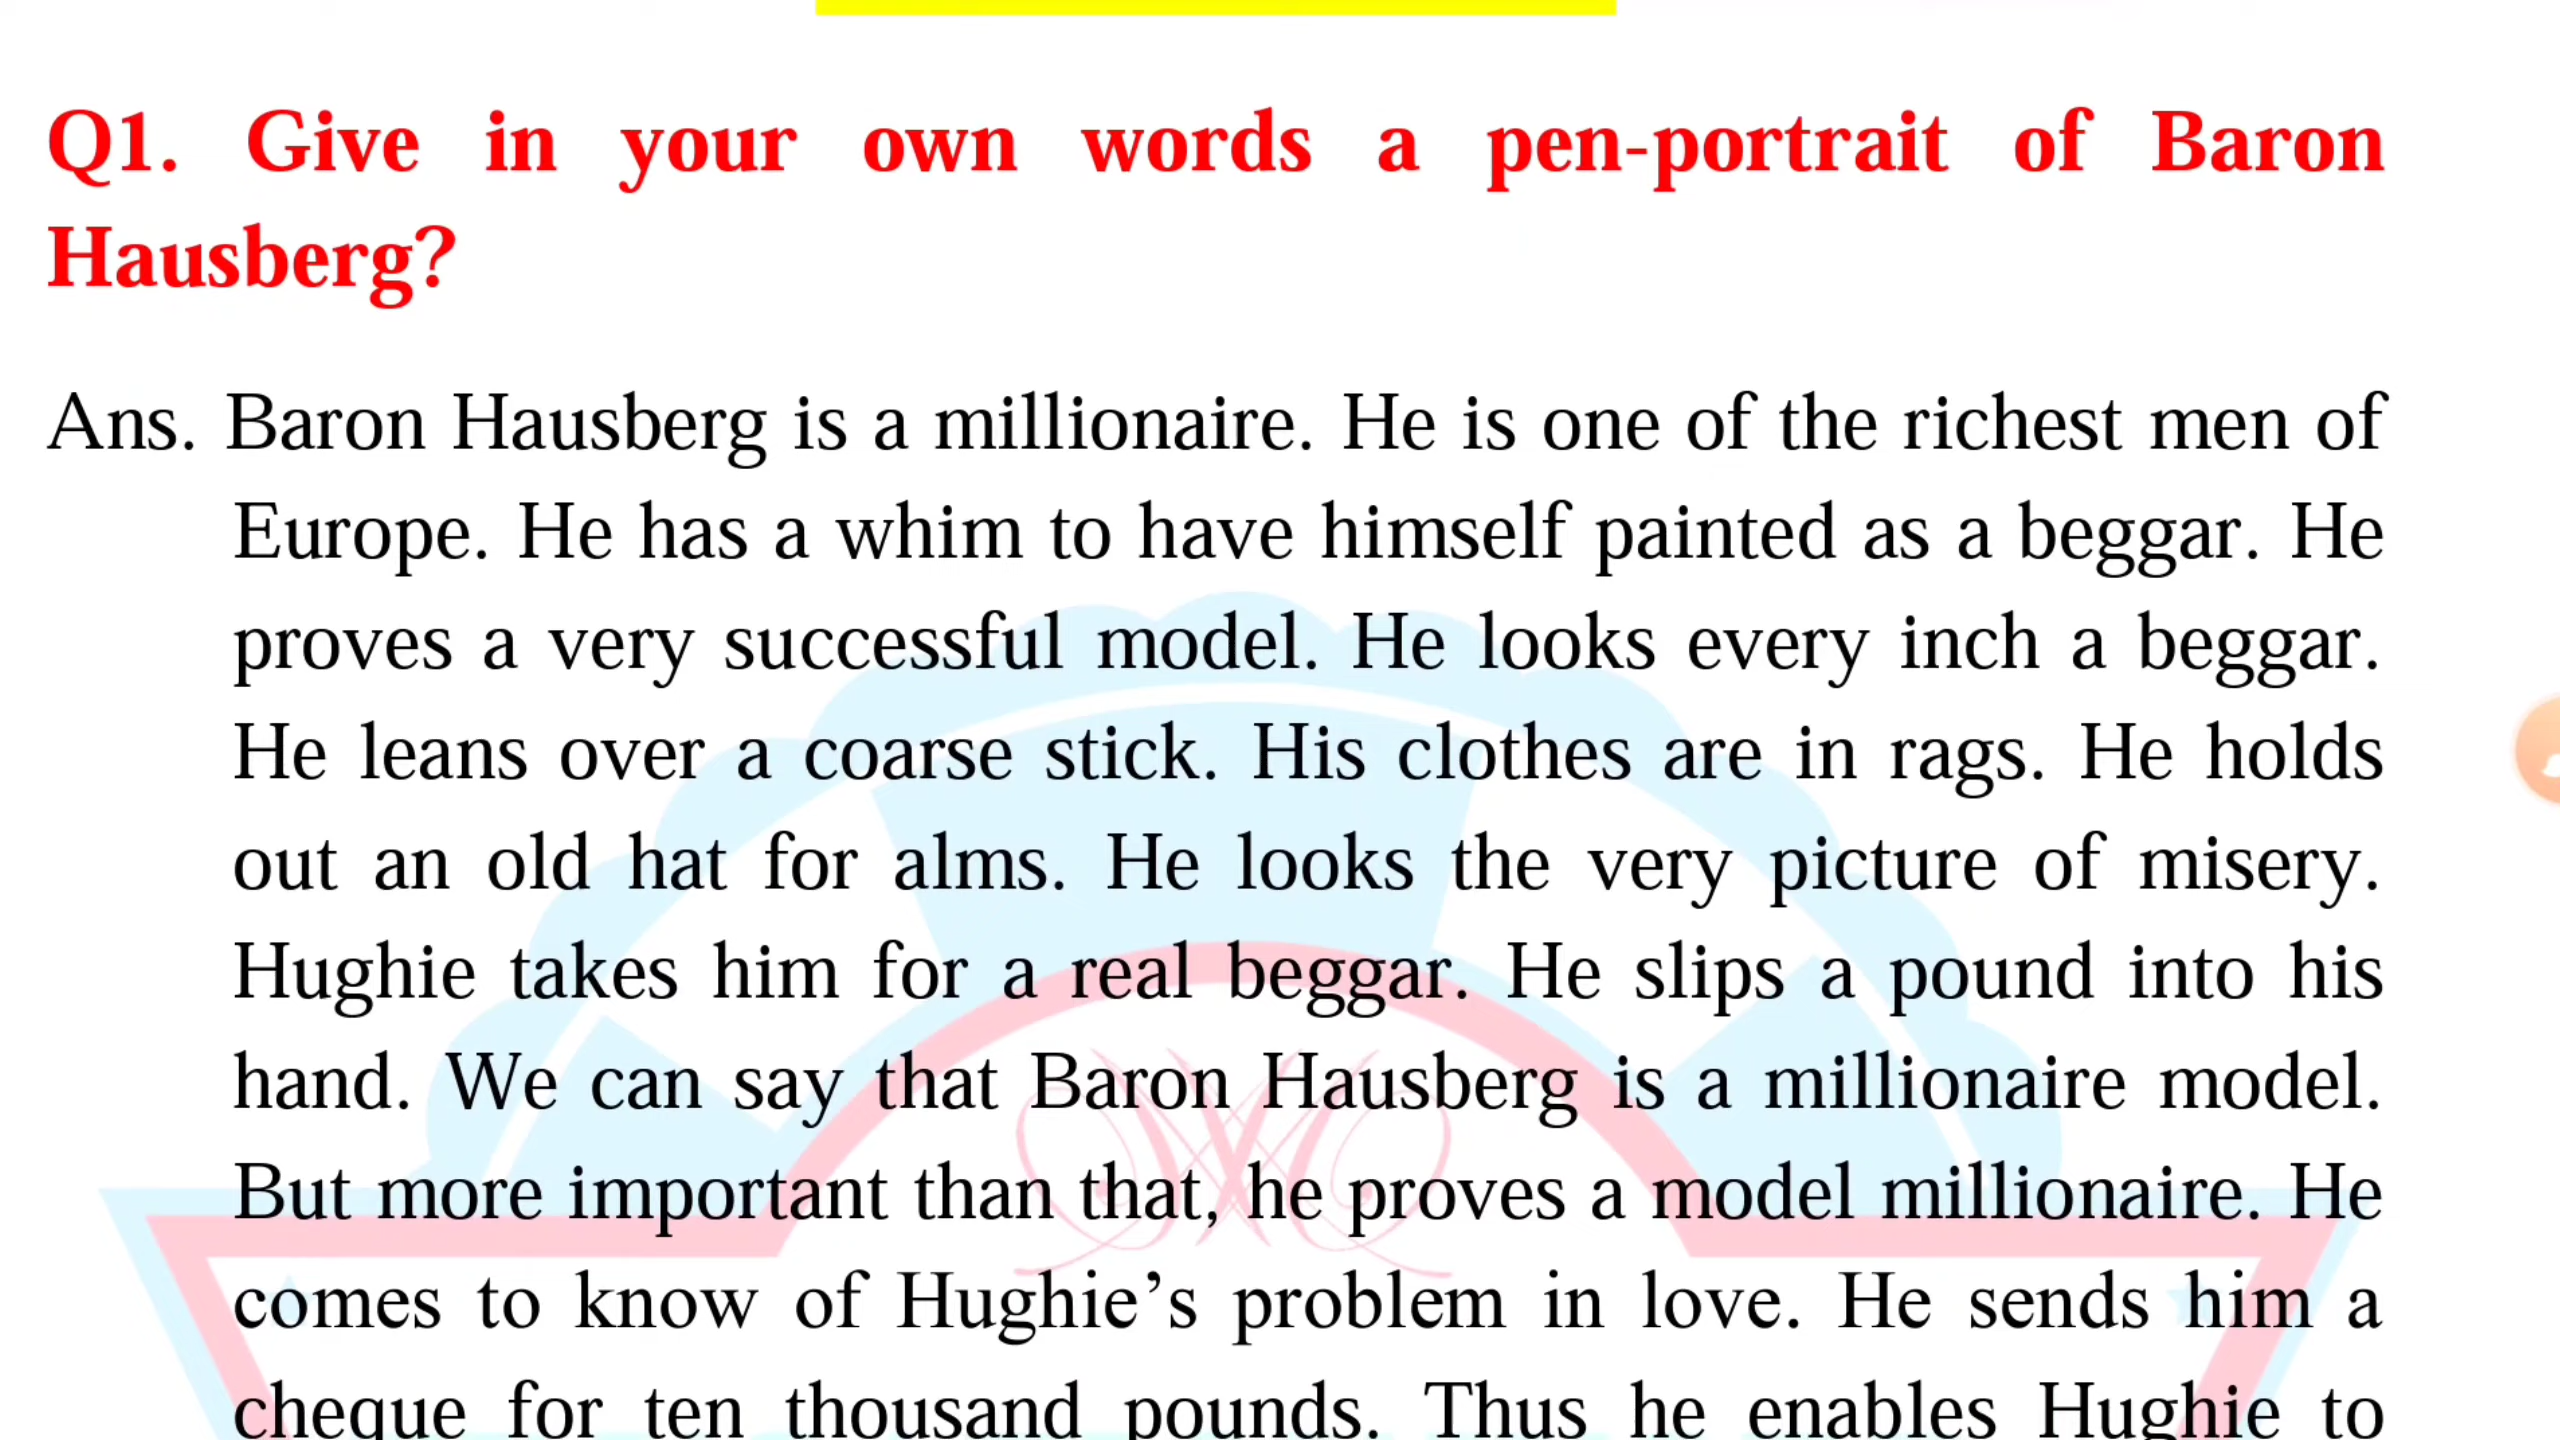 Q1. Give in your own words a pen-portrait of Baron
Hausberg?
Ans. Baron Hausberg is a millionaire. He is one of the richest men of
Europe. He has a whim to have himself painted as a beggar. He
proves a very successful model. He looks every inch a beggar.
He leans over a coarse stick. His clothes are in rags. He holds
out an old hat for alms. He looks the very picture of misery.
Hughie takes him for a real beggar. He slips a pound into his
hand. We can say that Baron Hausberg is a millionaire model.
But more important than that, he proves a model millionaire. He
comes to know of Hughie’s problem in love. He sends him a
cheque for ten thousand pounds. Thus he enables Hughie to